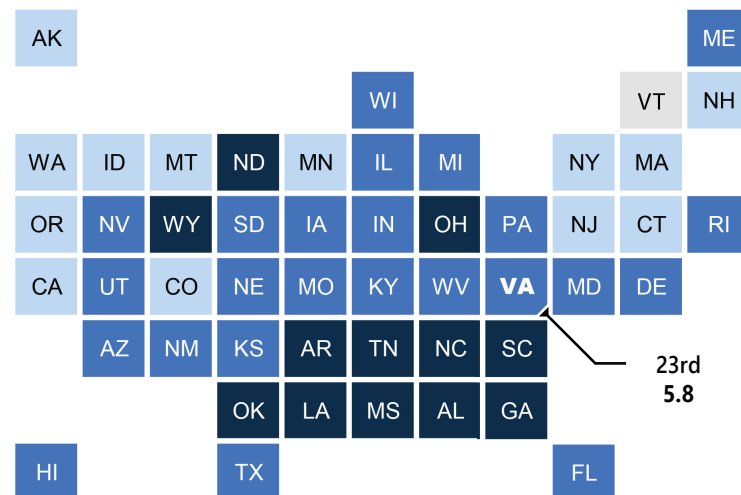 AK ME
WI VT NH
WA ID MT ND MN IL MI NY MA
OR NV WY SD IA IN OH PA NJ CT RI
CA UT CO NE MO KY WV VA MD DE
AZ NM KS AR TN NC SC
23rd
5.8
OK LA MS AL GA
HI TX FL